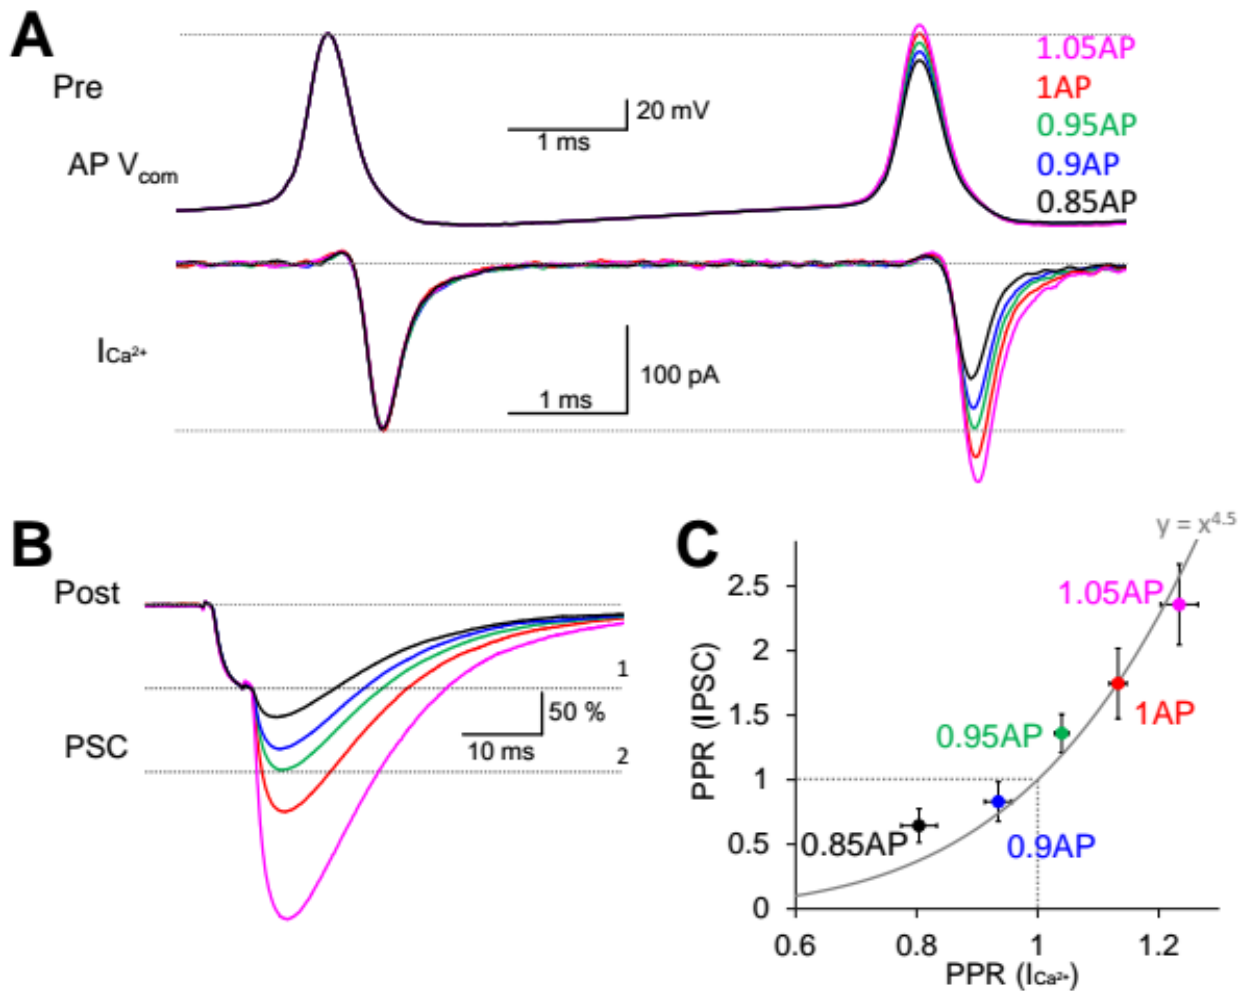 A
Pre
AP Vcom
20 mV
1 ms
1.05AP
1AP
0.95AP
0.9AP
0.85AP
ICa²⁺
100 pA
1 ms
B
Post
1
50 %
10 ms
PSC
2
C
y = x^4.5
PPR (IPSC)
2.5
2
1.5
1
0.5
0
1.05AP
1AP
0.95AP
0.9AP
0.85AP
0.6 0.8 1 1.2
PPR (ICa²⁺)